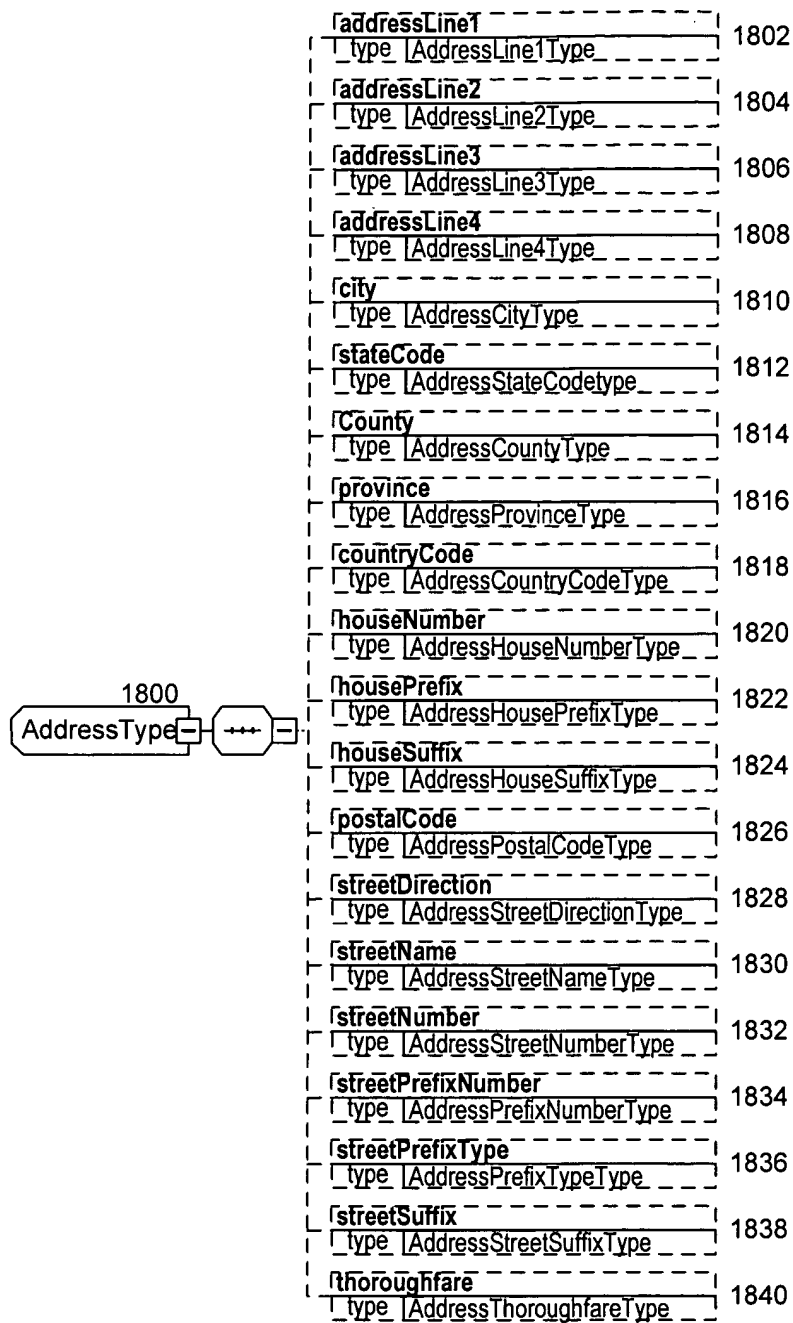 addressLine1
type AddressLine1Type
1802
addressLine2
type AddressLine2Type
1804
addressLine3
type AddressLine3Type
1806
addressLine4
type AddressLine4Type
1808
city
type AddressCityType
1810
stateCode
type AddressStateCodetype
1812
County
type AddressCountyType
1814
province
type AddressProvinceType
1816
countryCode
type AddressCountryCodeType
1818
houseNumber
type AddressHouseNumberType
1820
housePrefix
type AddressHousePrefixType
1822
1800
AddressType
houseSuffix
type AddressHouseSuffixType
1824
postalCode
type AddressPostalCodeType
1826
streetDirection
type AddressStreetDirectionType
1828
streetName
type AddressStreetNameType
1830
streetNumber
type AddressStreetNumberType
1832
streetPrefixNumber
type AddressPrefixNumberType
1834
streetPrefixType
type AddressPrefixTypeType
1836
streetSuffix
type AddressStreetSuffixType
1838
thoroughfare
type AddressThoroughfareType
1840